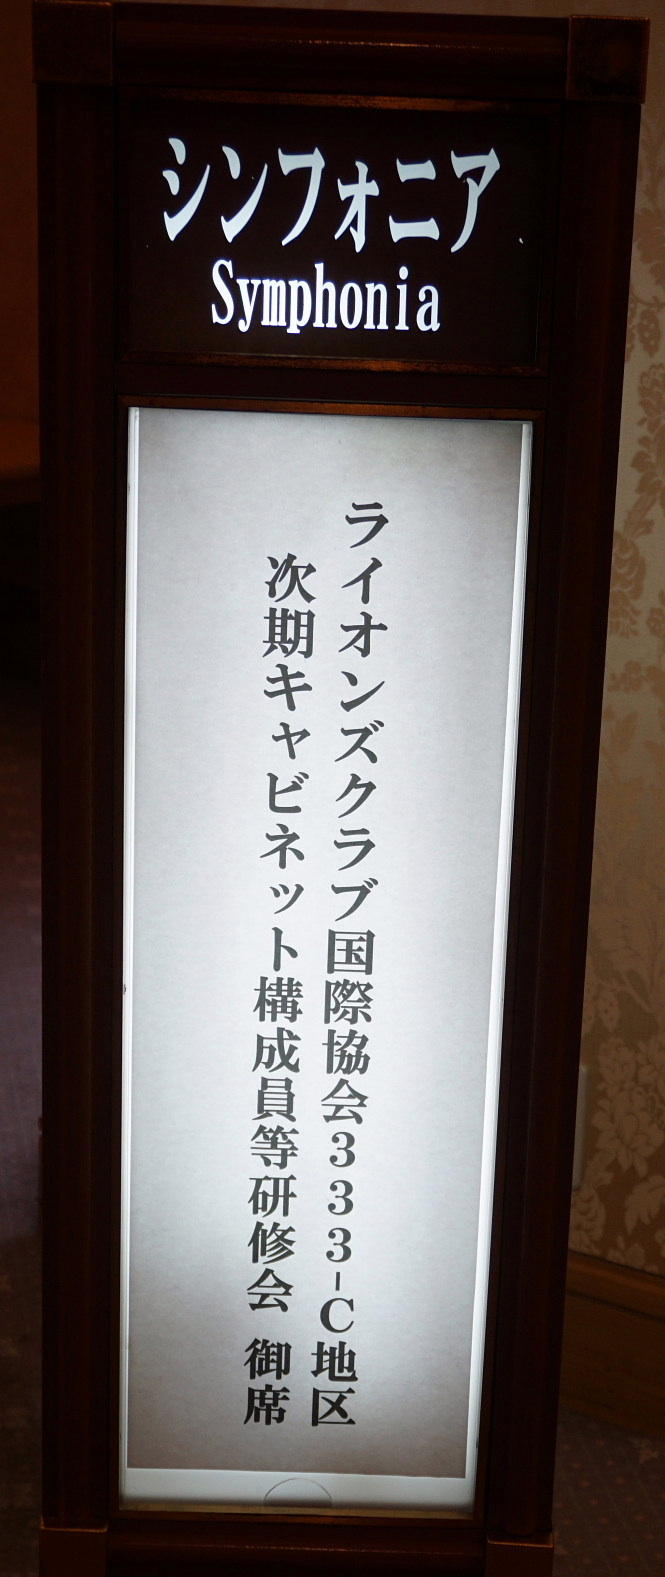 シンフォニア
Symphonia
ライオンズクラブ国際協会333-C地区
次期キャビネット構成員等研修会 御席